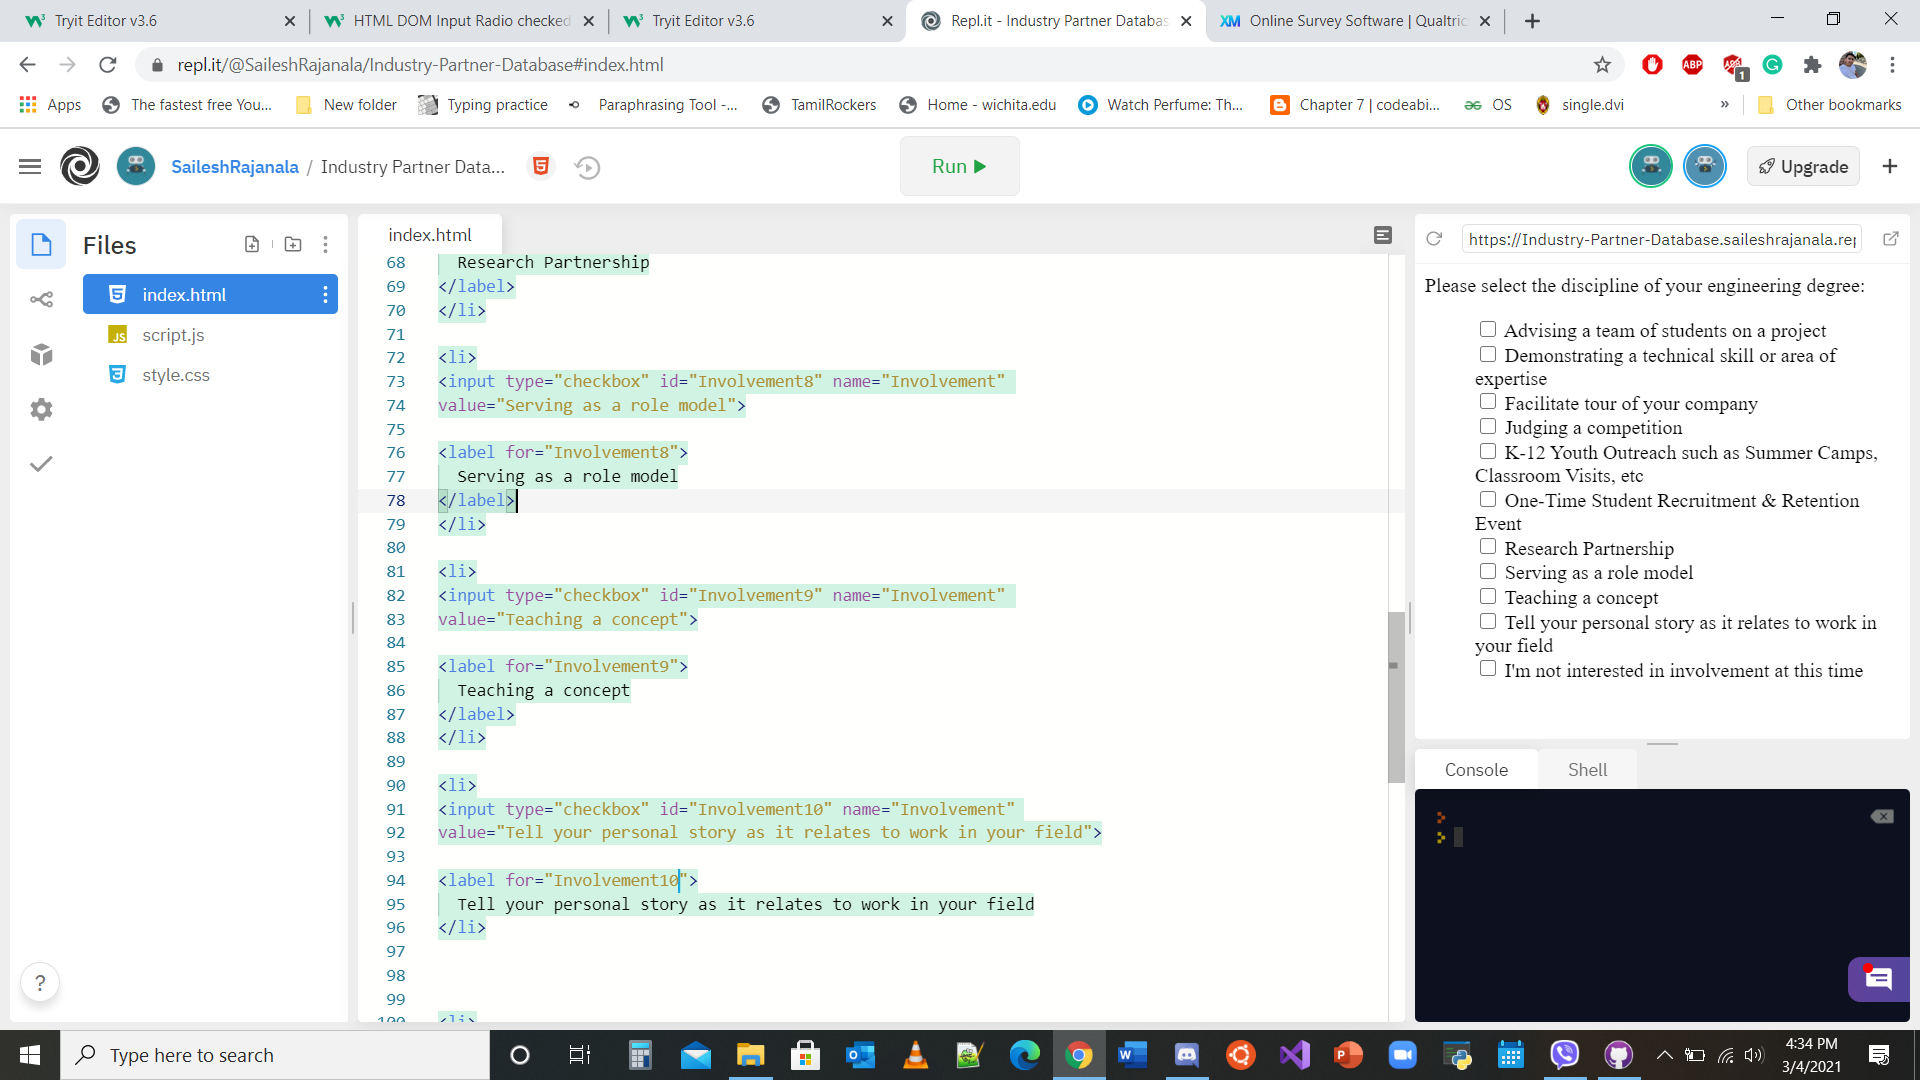 Tryit Editor v3.6
HTML DOM Input Radio checked
Tryit Editor v3.6
Repl.it - Industry Partner Databas
XM Online Survey Software | Qualtric
repl.it/@SaileshRajanala/Industry-Partner-Database#index.html
ABP
1
Apps
The fastest free You...
New folder
Typing practice
Paraphrasing Tool -...
TamilRockers
Home - wichita.edu
Watch Perfume: Th...
Chapter 7 | codeabi...
OS
single.dvi
»
Other bookmarks
SaileshRajanala / Industry Partner Data...
Run
Upgrade
Files
index.html
script.js
style.css
?
index.html
68 Research Partnership
69 </label>
70 </li>
71
72 <li>
73 <input type="checkbox" id="Involvement8" name="Involvement"
74 value="Serving as a role model">
75
76 <label for="Involvement8">
77 Serving as a role model
78 </label>
79 </li>
80
81 <li>
82 <input type="checkbox" id="Involvement9" name="Involvement"
83 value="Teaching a concept">
84
85 <label for="Involvement9">
86 Teaching a concept
87 </label>
88 </li>
89
90 <li>
91 <input type="checkbox" id="Involvement10" name="Involvement"
92 value="Tell your personal story as it relates to work in your field">
93
94 <label for="Involvement10">
95 Tell your personal story as it relates to work in your field
96 </li>
97
98
99
100 <li>
https://Industry-Partner-Database.saileshrajanala.rep
Please select the discipline of your engineering degree:
Advising a team of students on a project
Demonstrating a technical skill or area of
expertise
Facilitate tour of your company
Judging a competition
K-12 Youth Outreach such as Summer Camps,
Classroom Visits, etc
One-Time Student Recruitment & Retention
Event
Research Partnership
Serving as a role model
Teaching a concept
Tell your personal story as it relates to work in
your field
I'm not interested in involvement at this time
Console
Shell
Type here to search
4:34 PM
3/4/2021